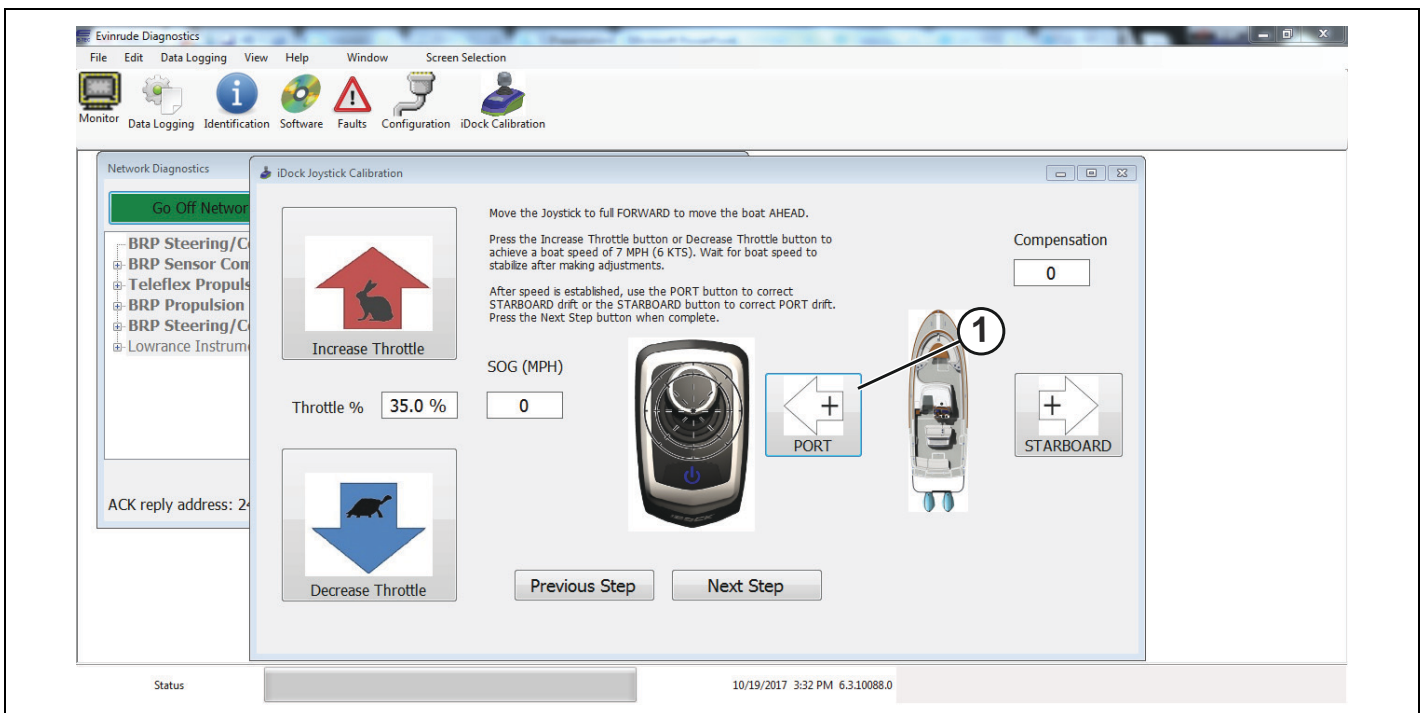 Evinrude Diagnostics
File Edit Data Logging View Help Window Screen Selection
Monitor Data Logging Identification Software Faults Configuration iDock Calibration
Network Diagnostics
Go Off Networ
BRP Steering/C
BRP Sensor Com
Teleflex Propuls
BRP Propulsion
BRP Steering/C
Lowrance Instrum
ACK reply address: 24
iDock Joystick Calibration
Increase Throttle
Throttle % 35.0 %
Decrease Throttle
Move the Joystick to full FORWARD to move the boat AHEAD.
Press the Increase Throttle button or Decrease Throttle button to
achieve a boat speed of 7 MPH (6 KTS). Wait for boat speed to
stabilize after making adjustments.
After speed is established, use the PORT button to correct
STARBOARD drift or the STARBOARD button to correct PORT drift.
Press the Next Step button when complete.
SOG (MPH)
0
PORT
1
Compensation
0
STARBOARD
Previous Step Next Step
Status 10/19/2017 3:32 PM 6.3.10088.0